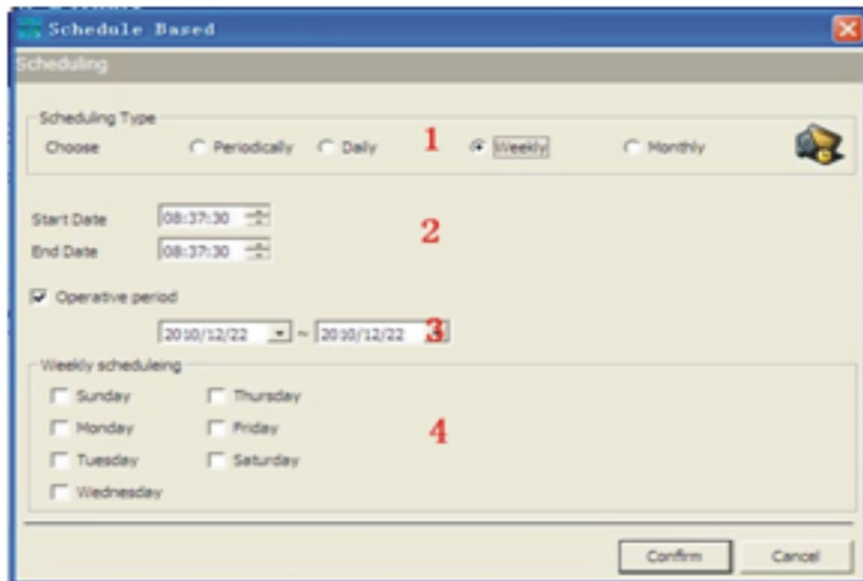 Schedule Based
Scheduling
Scheduling Type
Choose Periodically Daily 1 Weekly Monthly
Start Date 08:37:30 2
End Date 08:37:30
Operative period
2010/12/22 ~ 2010/12/22 3
Weekly scheduleing
Sunday Thursday
Monday Friday 4
Tuesday Saturday
Wednesday
Confirm Cancel